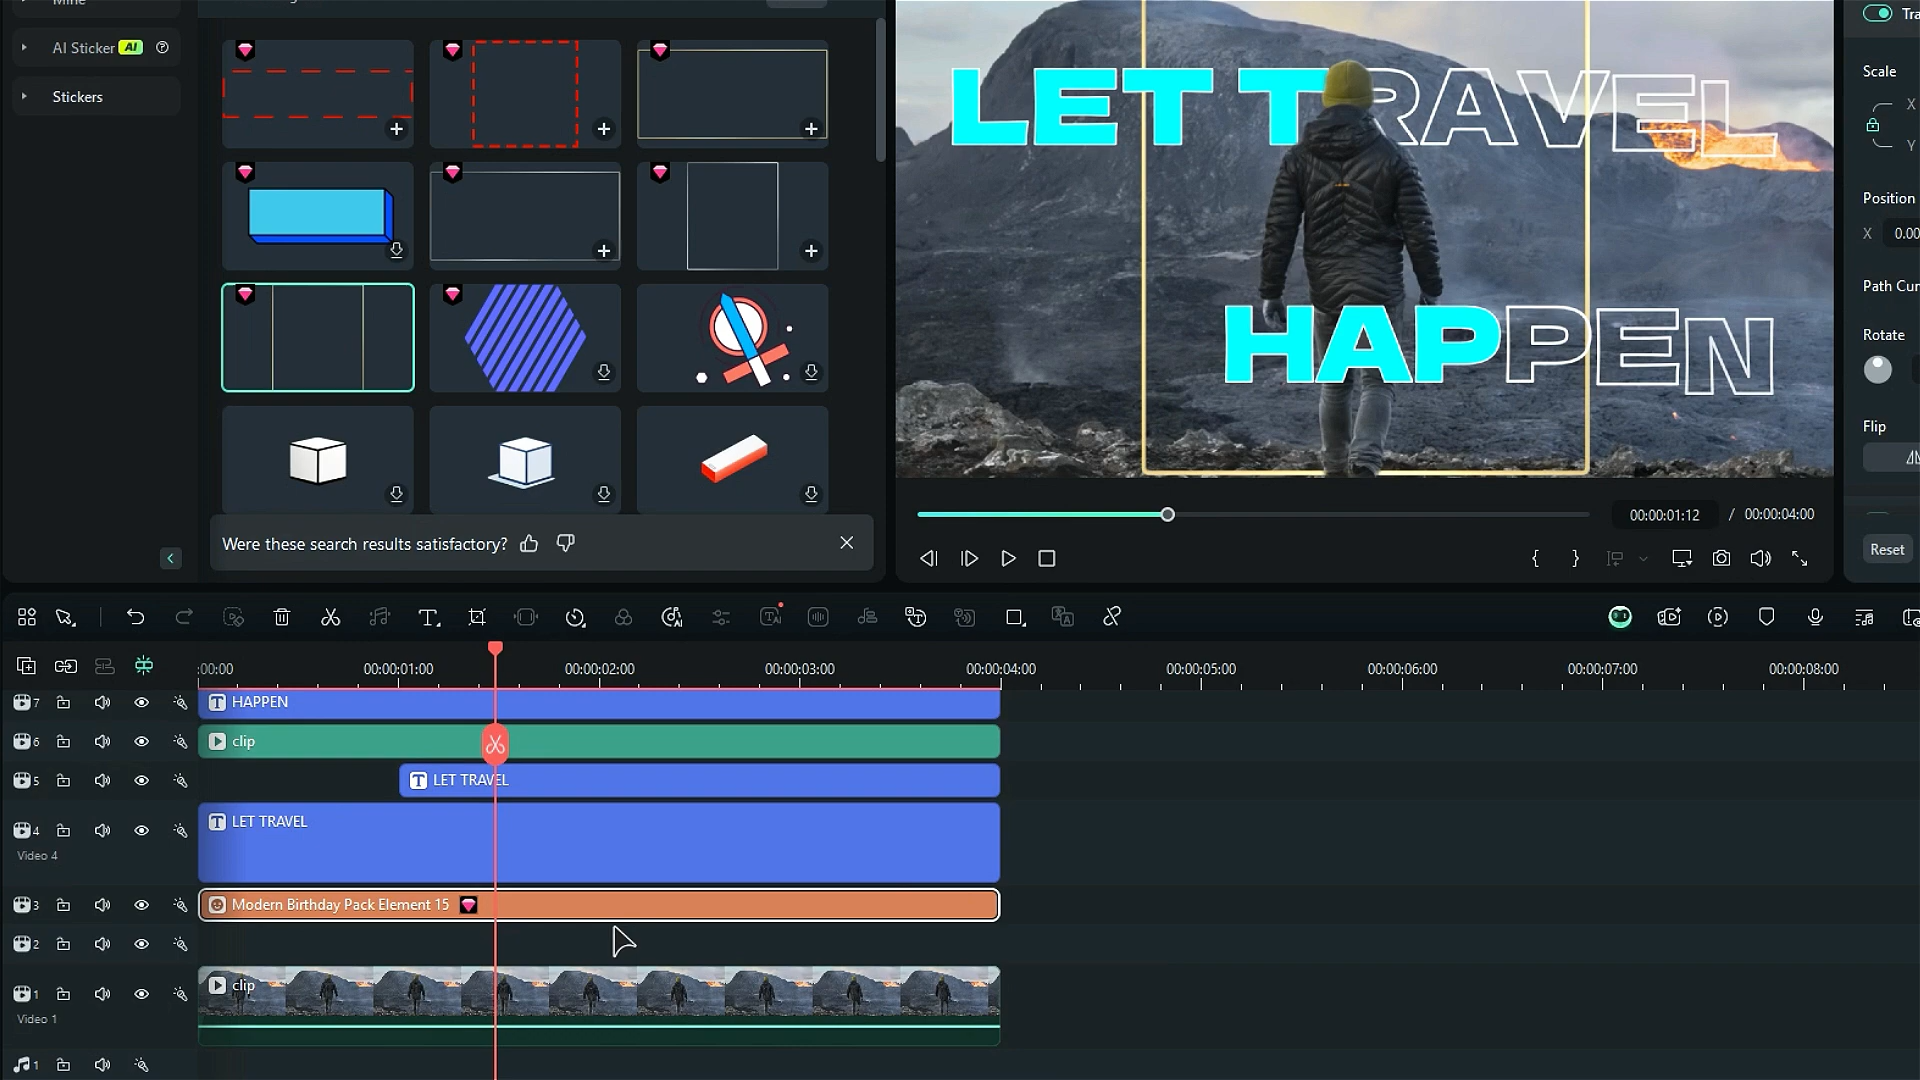 Mine
AI Sticker AI
Stickers
Were these search results satisfactory?
LET TRAVEL
HAPPEN
00:00:01:12 / 00:00:04:00
Scale
X
Y
Position
X 0.00
Rotate
Flip
Reset
:00:00 00:00:01:00 00:00:02:00 00:00:03:00 00:00:04:00 00:00:05:00 00:00:06:00 00:00:07:00 00:00:08:00
7 HAPPEN
6 clip
5 LET TRAVEL
4 LET TRAVEL
Video 4
3 Modern Birthday Pack Element 15
2
1 clip
Video 1
1